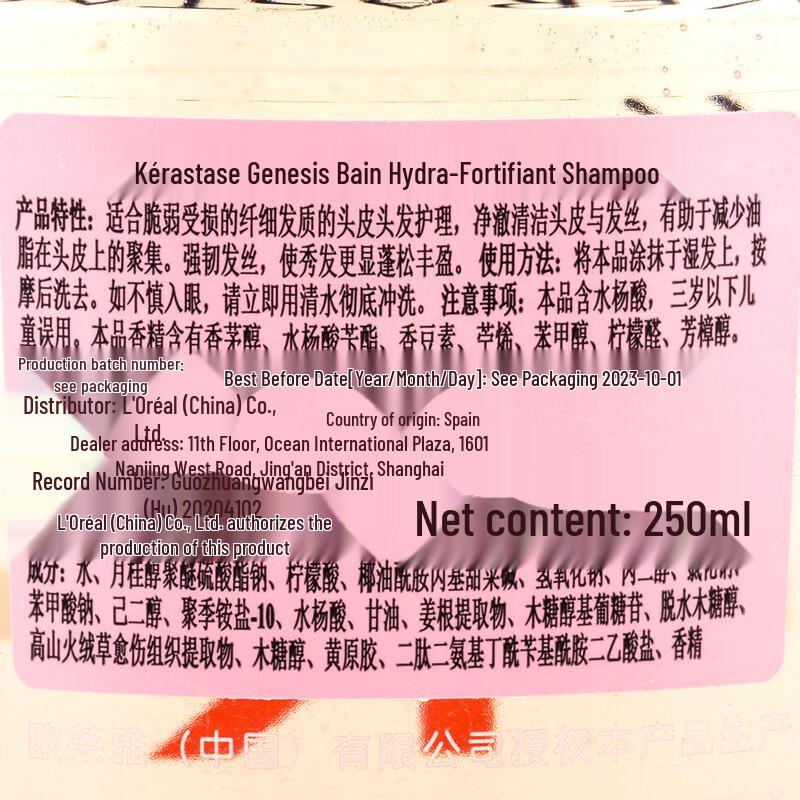 Kérastase Genesis Bain Hydra-Fortifiant Shampoo
产品特性：适合脆弱受损的纤细发质的头皮头发护理，净澈清洁头皮与发丝，有助于减少油
脂在头皮上的聚集。强韧发丝，使秀发更显蓬松丰盈。使用方法：将本品涂抹于湿发上，按
摩后洗去。如不慎入眼，请立即用清水彻底冲洗。注意事项：本品含水杨酸，三岁以下儿
童误用。本品香精含有香茅醇、水杨酸苄酯、香豆素、苧烯、苯甲醇、柠檬醛、芳樟醇。
Production batch number:
see packaging
Best Before Date[Year/Month/Day]: See Packaging 2023-10-01
Distributor: L'Oréal (China) Co.,
Ltd.
Country of origin: Spain
Dealer address: 11th Floor, Ocean International Plaza, 1601
Nanjing West Road, Jing'an District, Shanghai
Record Number: Guozhuangwangbei Jinzi
(Hu) 20204102
L'Oréal (China) Co., Ltd. authorizes the
production of this product
Net content: 250ml
成分：水、月桂醇聚醚硫酸酯钠、柠檬酸、椰油酰胺丙基甜菜碱、氢氧化钠、丙二醇、氯化钠、
苯甲酸钠、己二醇、聚季铵盐-10、水杨酸、甘油、姜根提取物、木糖醇基葡糖苷、脱水木糖醇、
高山火绒草愈伤组织提取物、木糖醇、黄原胶、二肽二氨基丁酰苄基酰胺二乙酸盐、香精
欧莱雅（中国）有限公司授权本产品生产